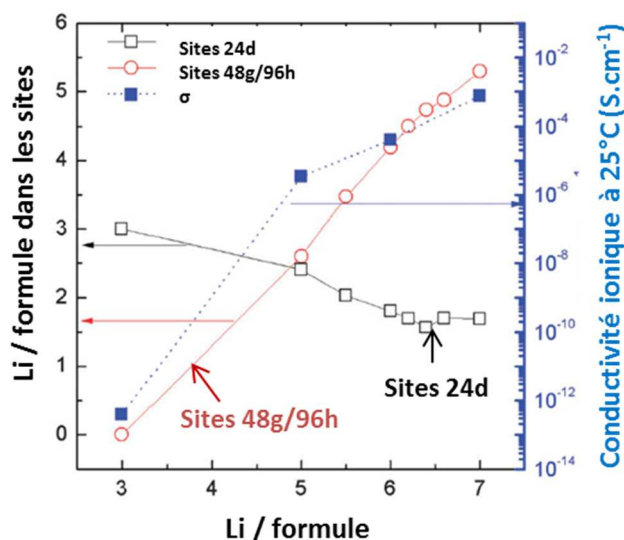 Sites 24d
Sites 48g/96h
σ
Li / formule dans les sites
6
5
4
3
2
1
0
Sites 48g/96h
Sites 24d
3
4
5
6
7
Li / formule
10⁻²
10⁻⁴
10⁻⁶
10⁻⁸
10⁻¹⁰
10⁻¹²
10⁻¹⁴
Conductivité ionique à 25°C (S.cm⁻¹)